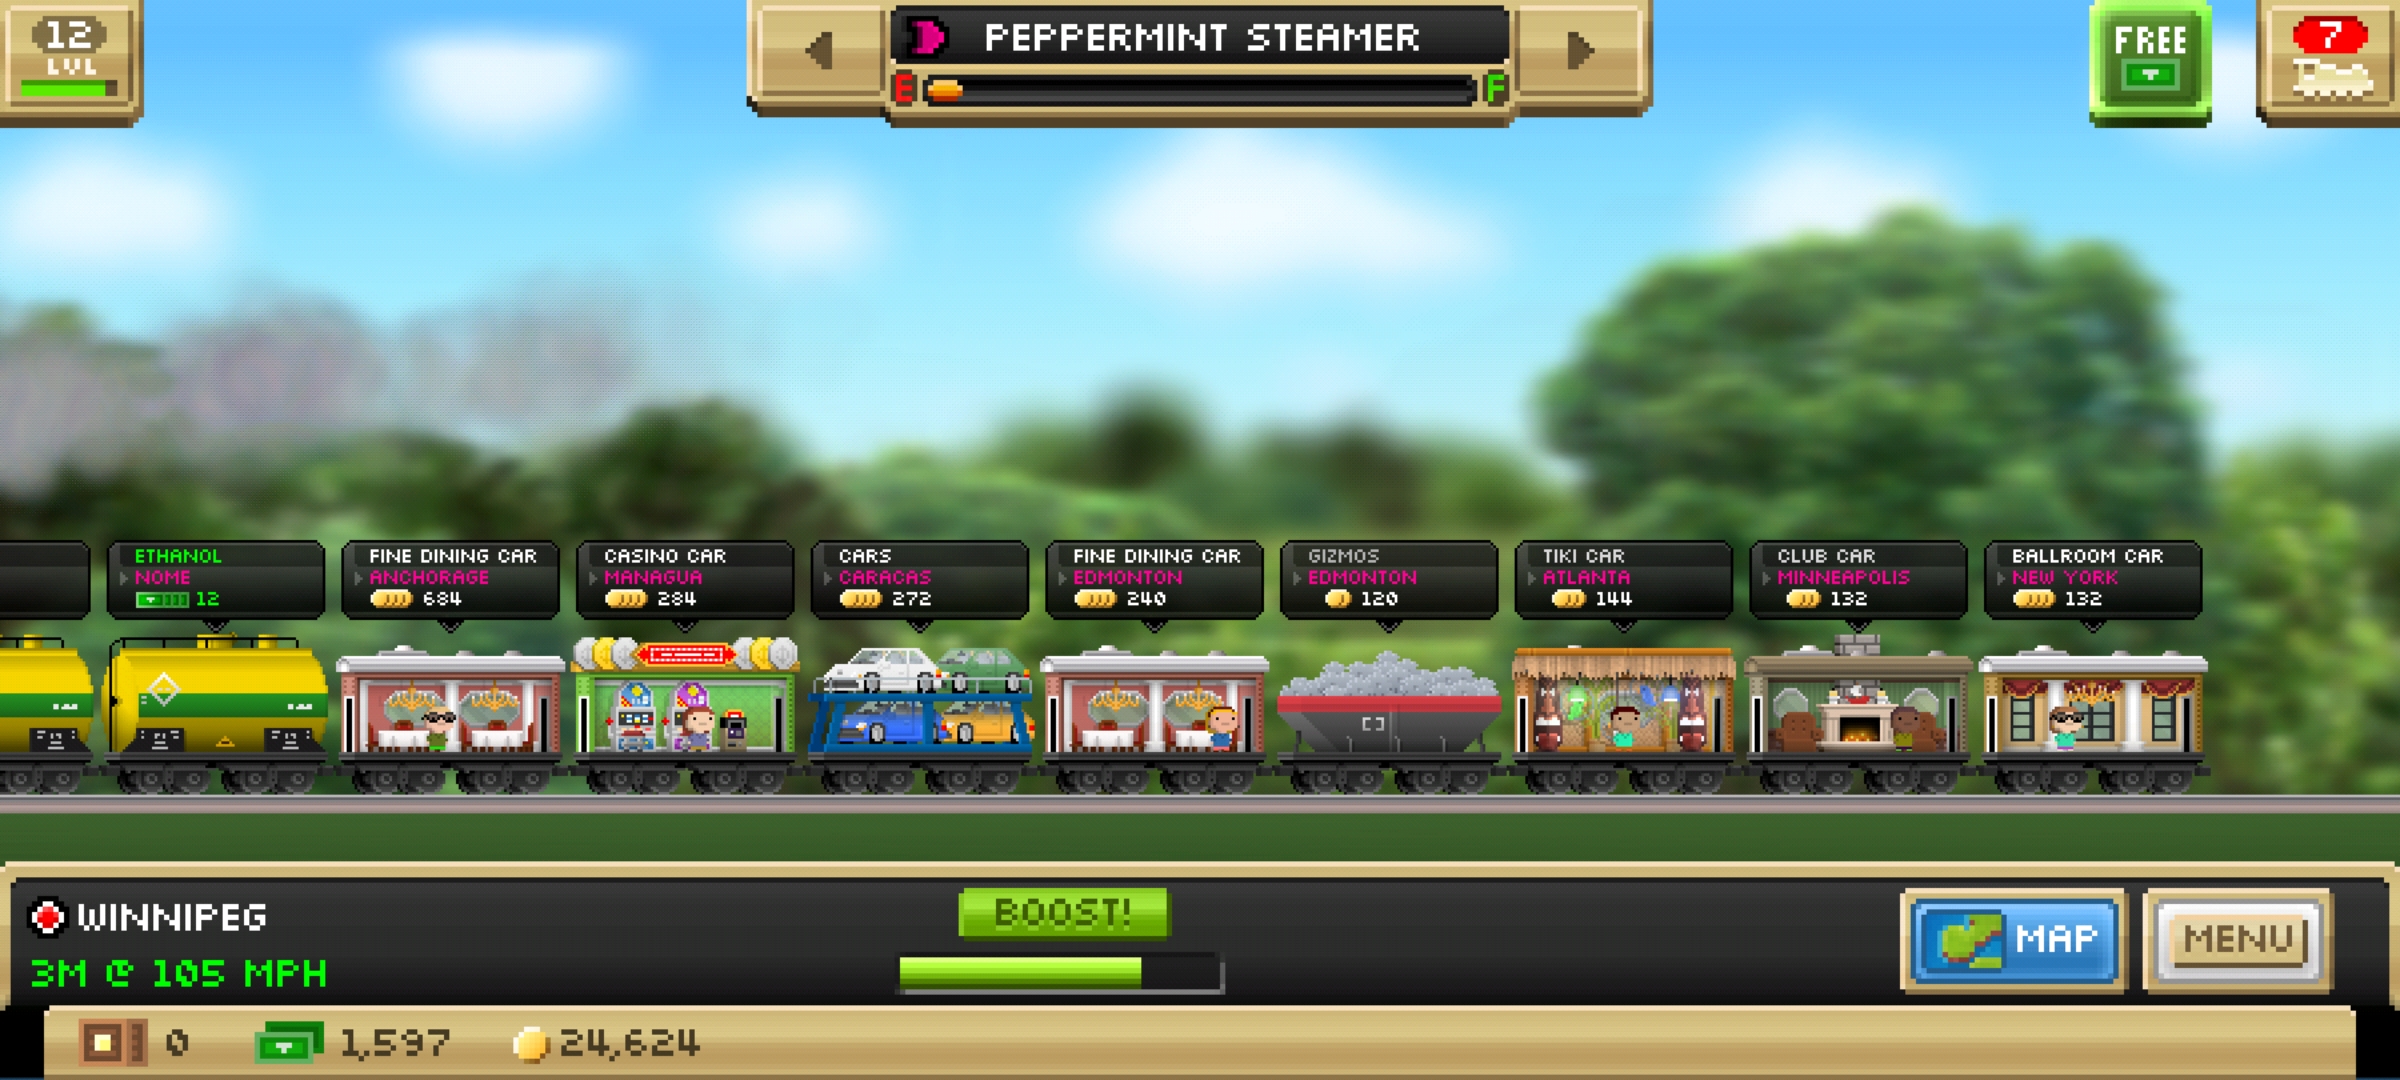 12
LVL
PEPPERMINT STEAMER
E F
FREE
7
ETHANOL
NOME
12
FINE DINING CAR
ANCHORAGE
684
CASINO CAR
MANAGUA
284
CARS
CARACAS
272
FINE DINING CAR
EDMONTON
240
GIZMOS
EDMONTON
120
TIKI CAR
ATLANTA
144
CLUB CAR
MINNEAPOLIS
132
BALLROOM CAR
NEW YORK
132
WINNIPEG
3M @ 105 MPH
BOOST!
MAP
MENU
0 1,597 24,624